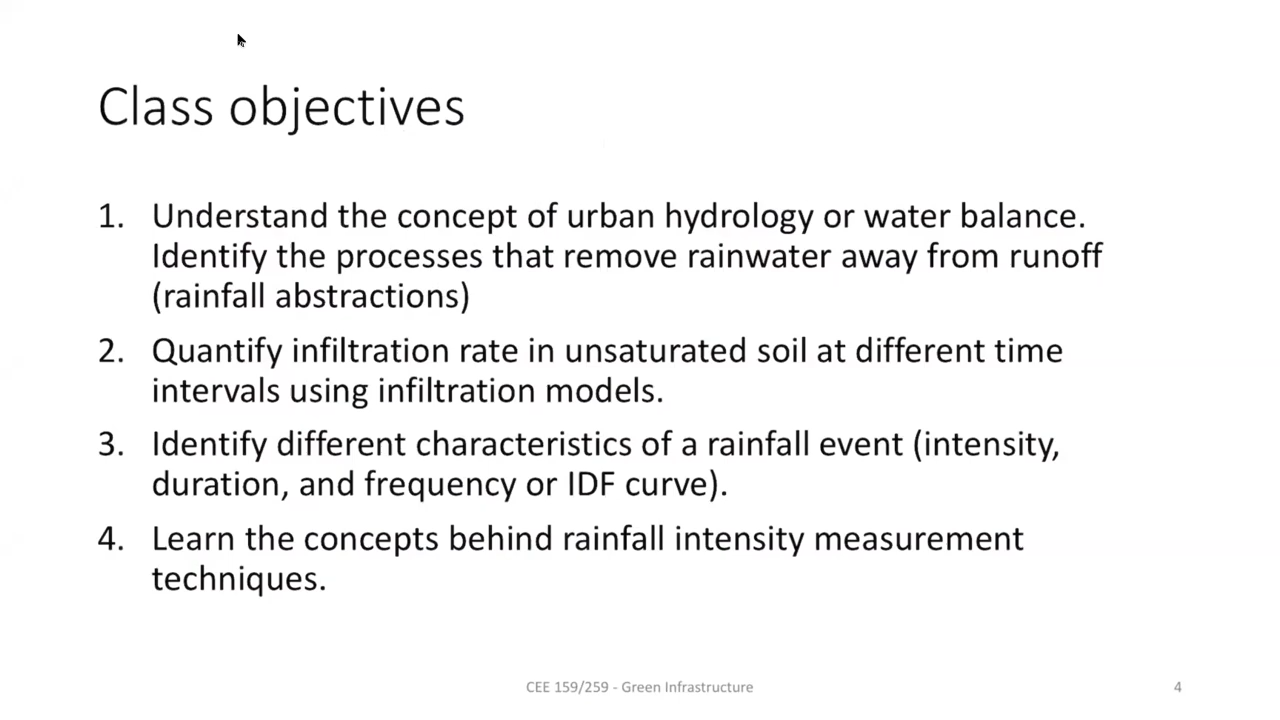 Class objectives
1. Understand the concept of urban hydrology or water balance.
Identify the processes that remove rainwater away from runoff
(rainfall abstractions)
2. Quantify infiltration rate in unsaturated soil at different time
intervals using infiltration models.
3. Identify different characteristics of a rainfall event (intensity,
duration, and frequency or IDF curve).
4. Learn the concepts behind rainfall intensity measurement
techniques.
CEE 159/259 - Green Infrastructure
4